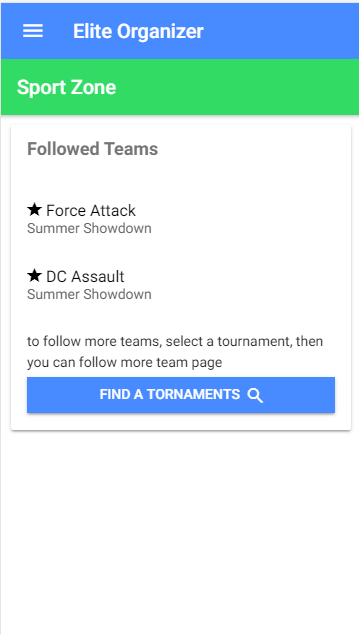 Elite Organizer
Sport Zone
Followed Teams
Force Attack
Summer Showdown
DC Assault
Summer Showdown
to follow more teams, select a tournament, then
you can follow more team page
FIND A TORNAMENTS